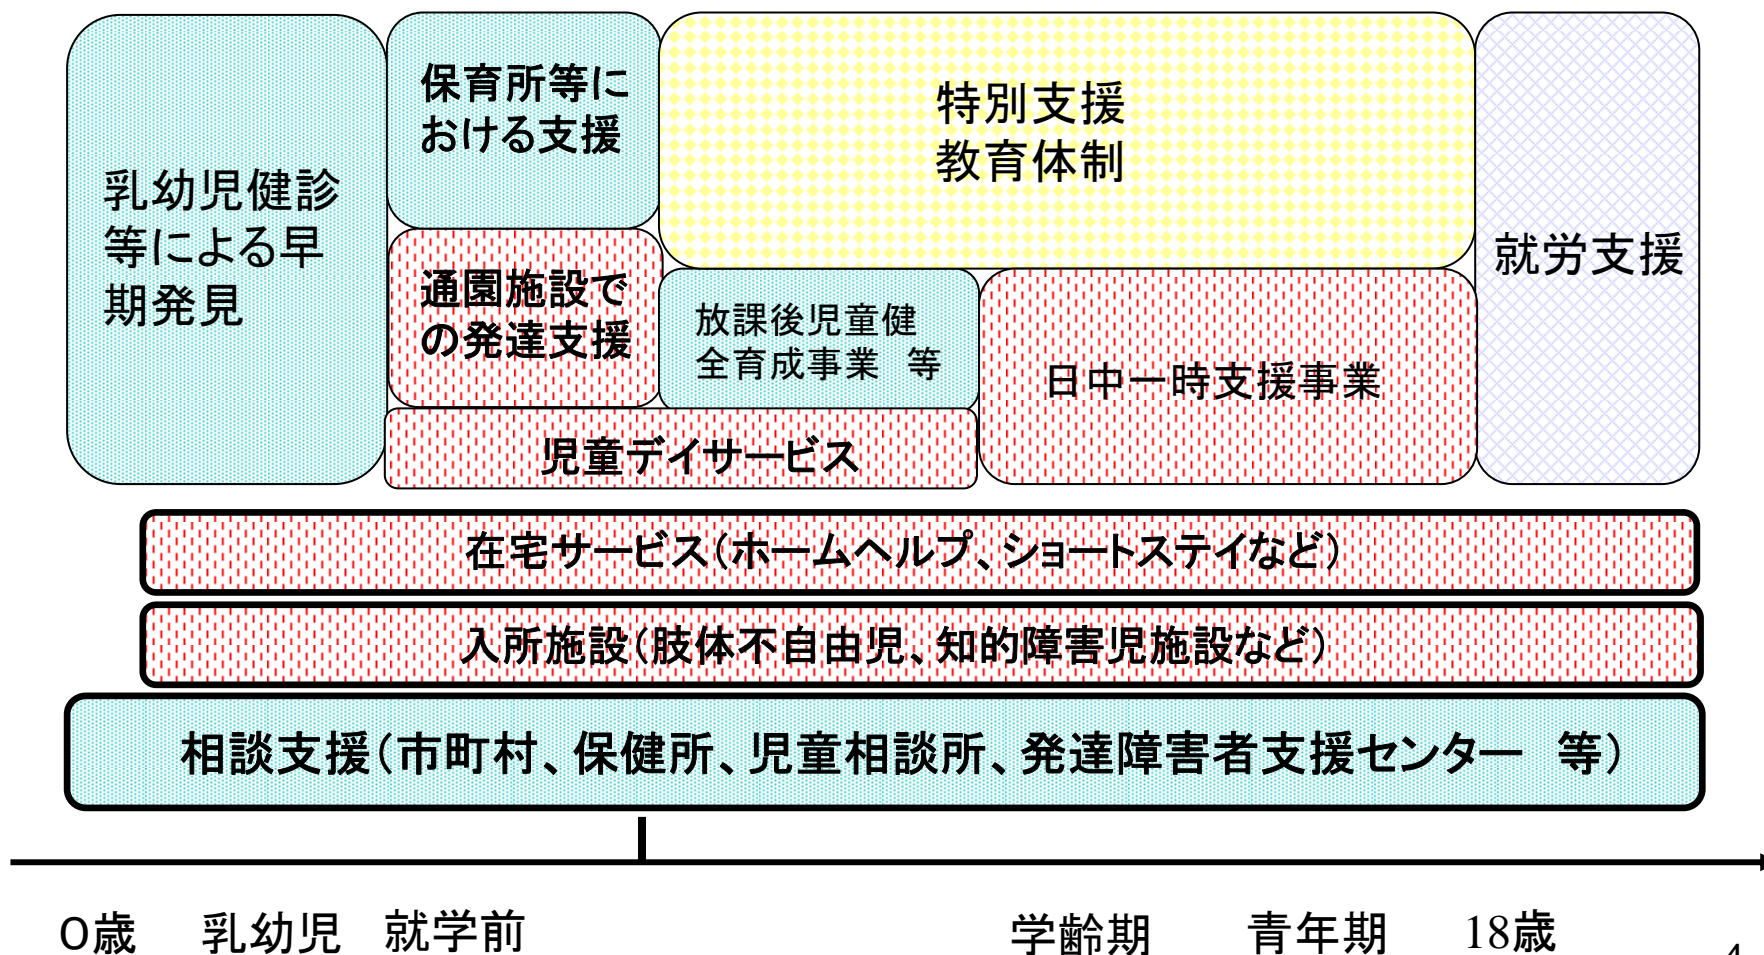 乳幼児健診
等による早
期発見
保育所等に
おける支援
通園施設で
の発達支援
特別支援
教育体制
放課後児童健
全育成事業　等
日中一時支援事業
就労支援
児童デイサービス
在宅サービス（ホームヘルプ、ショートステイなど）
入所施設（肢体不自由児、知的障害児施設など）
相談支援（市町村、保健所、児童相談所、発達障害者支援センター　等）
0歳　乳幼児　就学前　学齢期　青年期　18歳
4